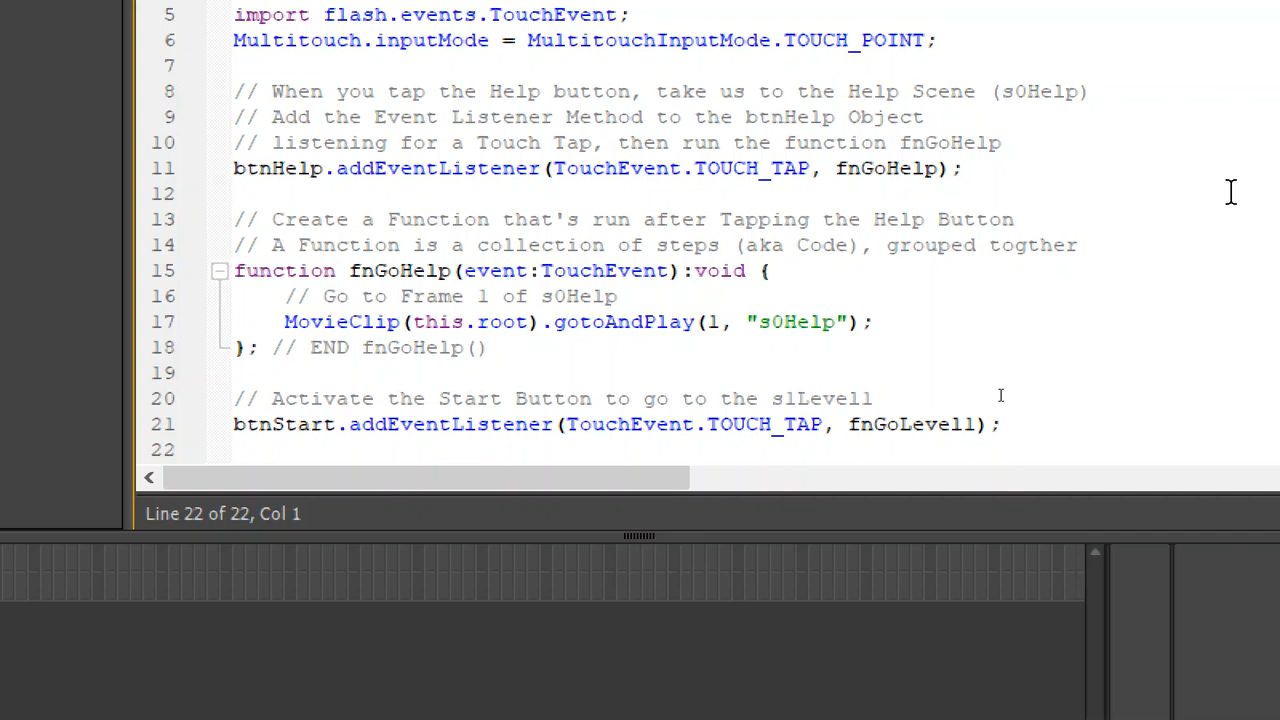 5 import flash.events.TouchEvent;
6 Multitouch.inputMode = MultitouchInputMode.TOUCH_POINT;
7
8 // When you tap the Help button, take us to the Help Scene (s0Help)
9 // Add the Event Listener Method to the btnHelp Object
10 // listening for a Touch Tap, then run the function fnGoHelp
11 btnHelp.addEventListener(TouchEvent.TOUCH_TAP, fnGoHelp);
12
13 // Create a Function that's run after Tapping the Help Button
14 // A Function is a collection of steps (aka Code), grouped togther
15 function fnGoHelp(event:TouchEvent):void {
16 // Go to Frame 1 of s0Help
17 MovieClip(this.root).gotoAndPlay(1, "s0Help");
18 }; // END fnGoHelp()
19
20 // Activate the Start Button to go to the s1Level1
21 btnStart.addEventListener(TouchEvent.TOUCH_TAP, fnGoLevel1);
22
Line 22 of 22, Col 1